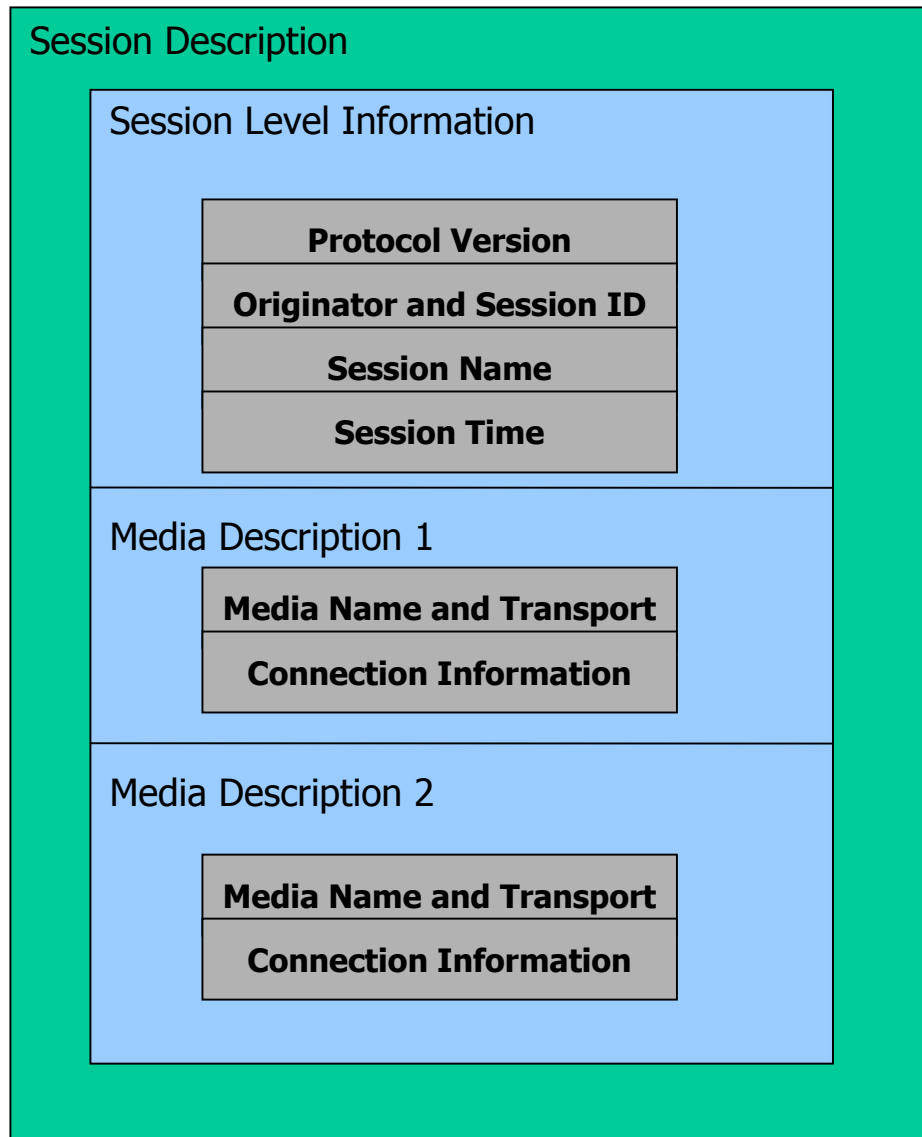 Session Description
Session Level Information
Protocol Version
Originator and Session ID
Session Name
Session Time
Media Description 1
Media Name and Transport
Connection Information
Media Description 2
Media Name and Transport
Connection Information